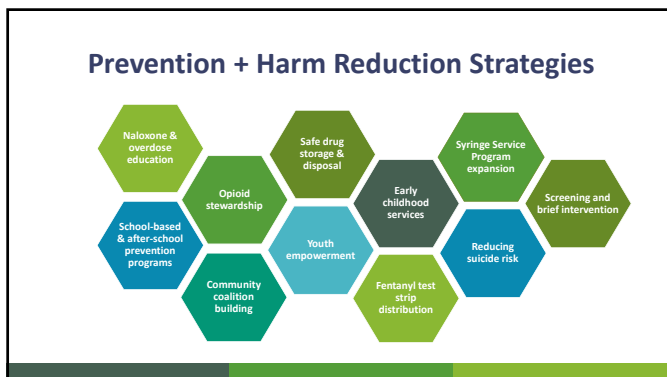 Prevention + Harm Reduction Strategies
Naloxone &
overdose
education
Safe drug
storage &
disposal
Syringe Service
Program
expansion
Opioid
stewardship
Early
childhood
services
Screening and
brief intervention
School-based
& after-school
prevention
programs
Youth
empowerment
Reducing
suicide risk
Community
coalition
building
Fentanyl test
strip
distribution